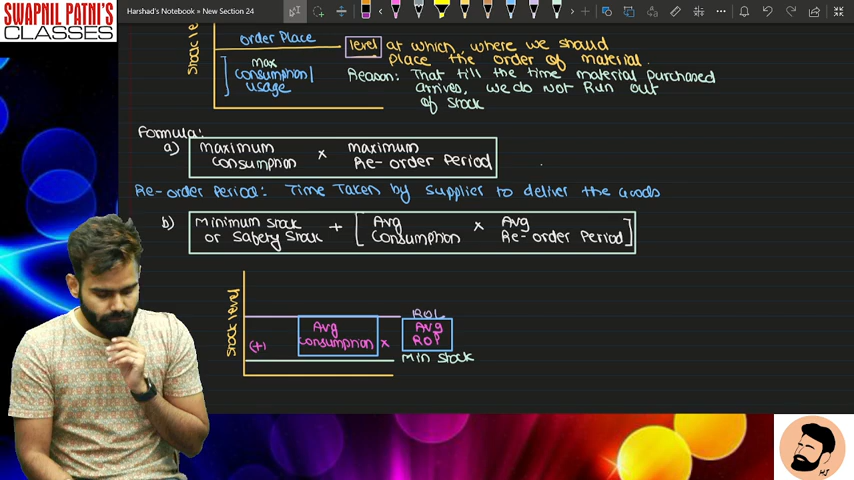 SWAPNIL PATNI'S
CLASSES
Harshad's Notebook » New Section 24
order Place
max
consumption/
usage
level at which, where we should
place the order of material.
Reason: That till the time material purchased
arrives, we do not Run out
of stock
Formula:
a) maximum consumption x maximum Re-order Period
Re-order Period: Time Taken by Supplier to deliver the Goods
b) Minimum stock or Safety Stock + [ Avg Consumption x Avg Re-order Period ]
Stock level
ROL
(+) Avg Consumption x Avg ROP
Min Stock
HS